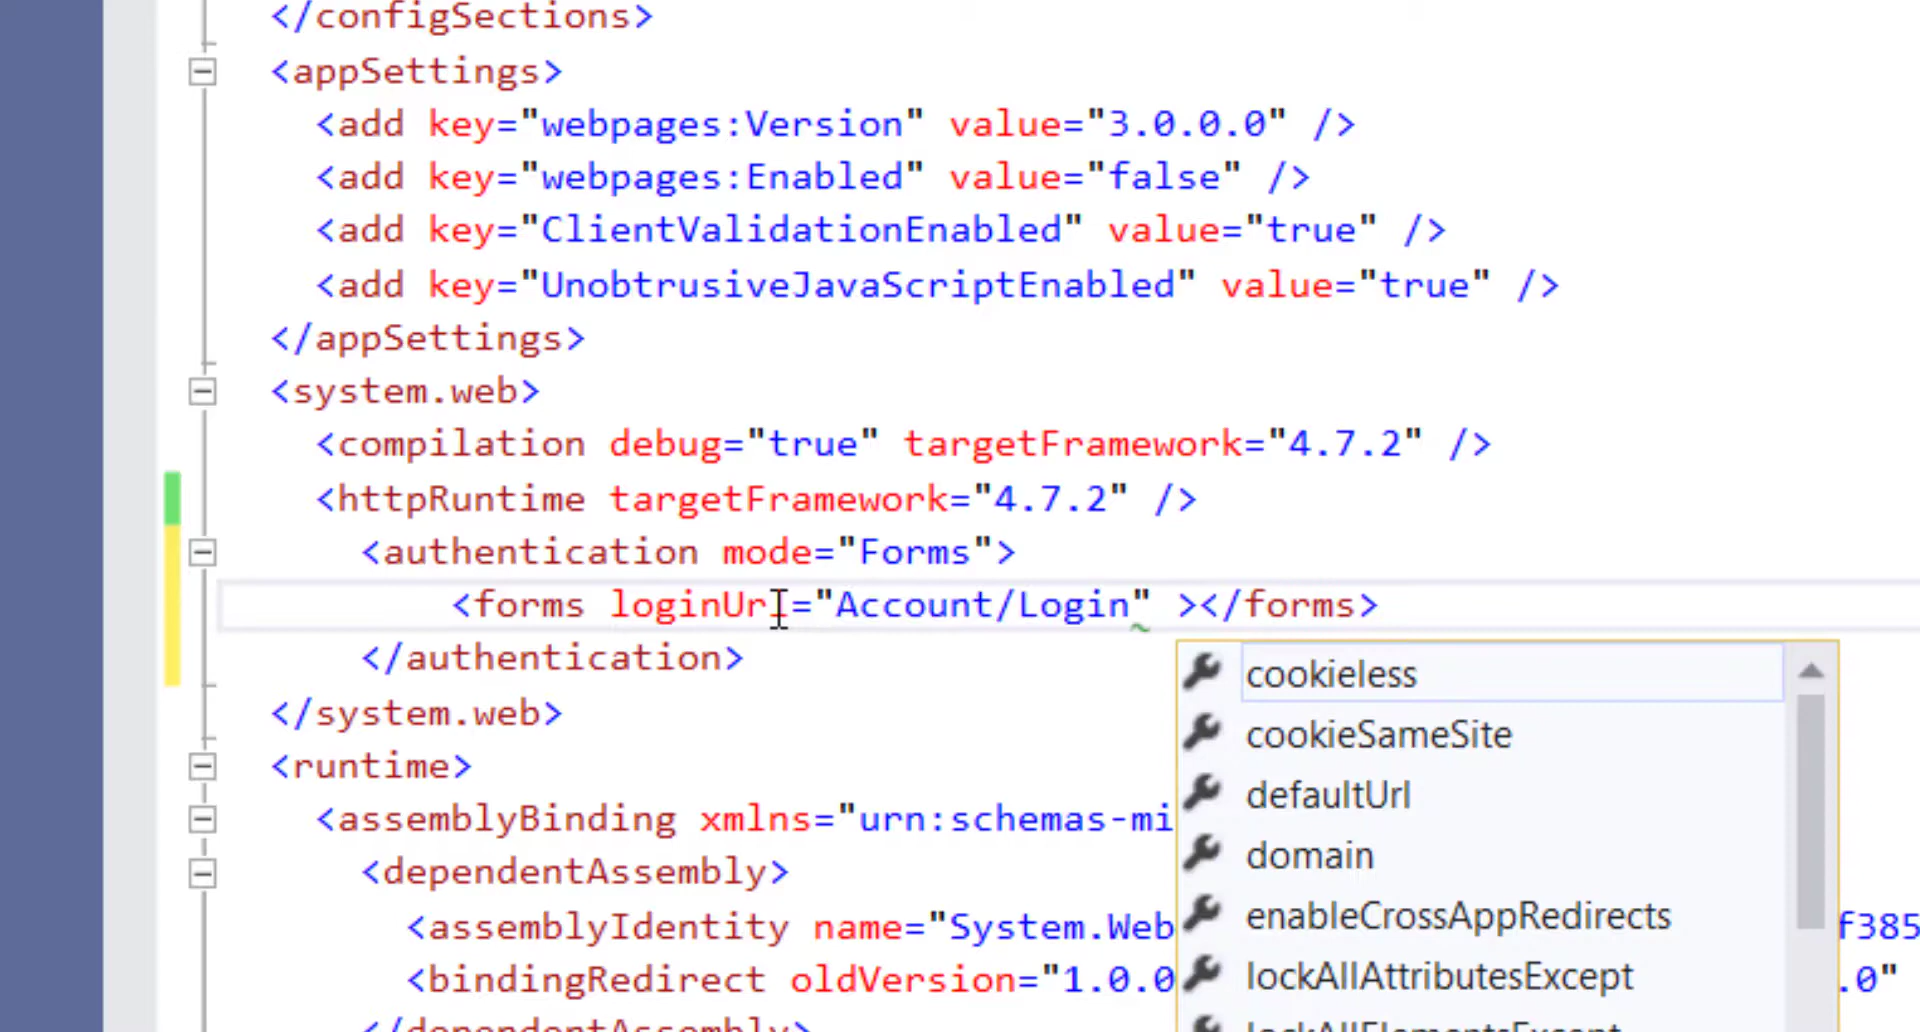 </configSections>
<appSettings>
<add key="webpages:Version" value="3.0.0.0" />
<add key="webpages:Enabled" value="false" />
<add key="ClientValidationEnabled" value="true" />
<add key="UnobtrusiveJavaScriptEnabled" value="true" />
</appSettings>
<system.web>
<compilation debug="true" targetFramework="4.7.2" />
<httpRuntime targetFramework="4.7.2" />
<authentication mode="Forms">
<forms loginUrl="Account/Login" ></forms>
</authentication>
</system.web>
<runtime>
<assemblyBinding xmlns="urn:schemas-mi
<dependentAssembly>
<assemblyIdentity name="System.Web f385
<bindingRedirect oldVersion="1.0.0 .0"
</dependentAssembly>
cookieless
cookieSameSite
defaultUrl
domain
enableCrossAppRedirects
lockAllAttributesExcept
lockAllElementsExcept